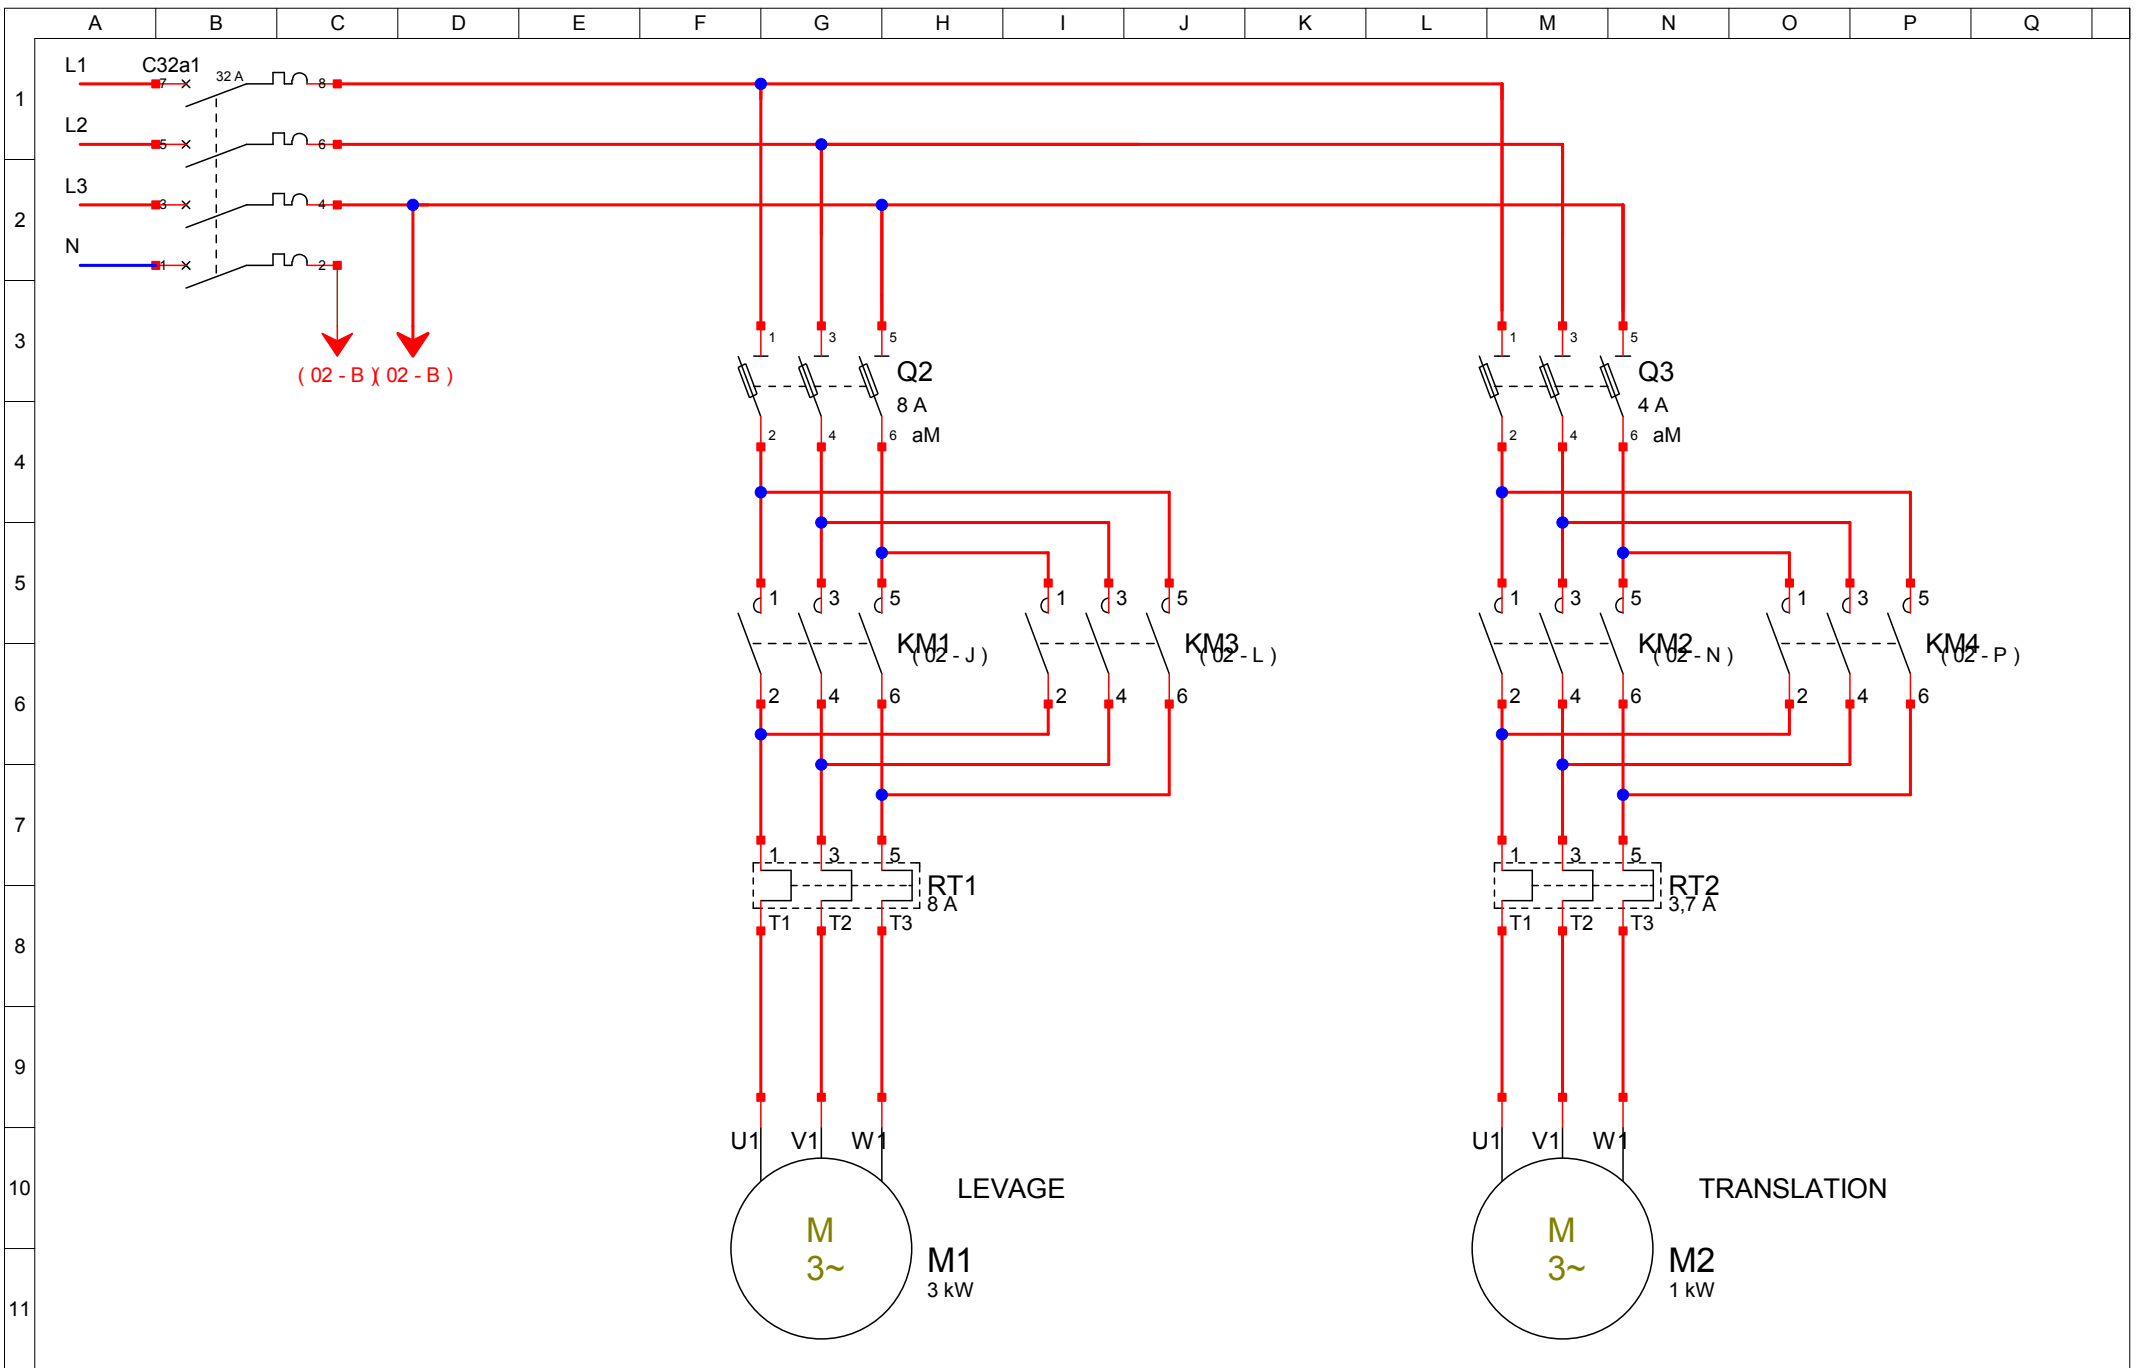 A B C D E F G H I J K L M N O P Q
L1 C32a1
7 32 A 8
1
L2
5 6
L3
3 4
2
N
1 2
3
1 3 5 1 3 5
( 02 - B ) ( 02 - B )
Q2 Q3
8 A 4 A
2 4 6 aM 2 4 6 aM
4
5
1 3 5 1 3 5 1 3 5 1 3 5
KM1 KM3 KM2 KM4
( 02 - J ) ( 02 - L ) ( 02 - N ) ( 02 - P )
6
2 4 6 2 4 6 2 4 6 2 4 6
7
1 3 5 1 3 5
RT1 RT2
8 A 3,7 A
T1 T2 T3 T1 T2 T3
8
9
U1 V1 W1 U1 V1 W1
10
LEVAGE TRANSLATION
M M
3~ 3~
M1 M2
3 kW 1 kW
11